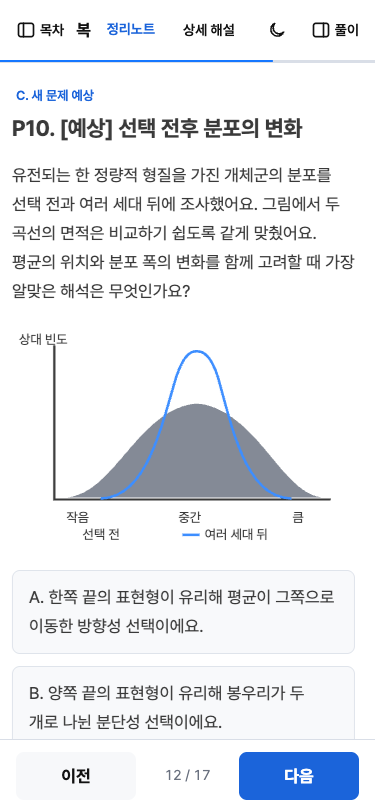 목차 복 정리노트 상세 해설 풀이
C. 새 문제 예상
P10. [예상] 선택 전후 분포의 변화
유전되는 한 정량적 형질을 가진 개체군의 분포를
선택 전과 여러 세대 뒤에 조사했어요. 그림에서 두
곡선의 면적은 비교하기 쉽도록 같게 맞췄어요.
평균의 위치와 분포 폭의 변화를 함께 고려할 때 가장
알맞은 해석은 무엇인가요?
상대 빈도
작음 중간 큼
선택 전 여러 세대 뒤
A. 한쪽 끝의 표현형이 유리해 평균이 그쪽으로
이동한 방향성 선택이에요.
B. 양쪽 끝의 표현형이 유리해 봉우리가 두
개로 나뉜 분단성 선택이에요.
이전 12 / 17 다음